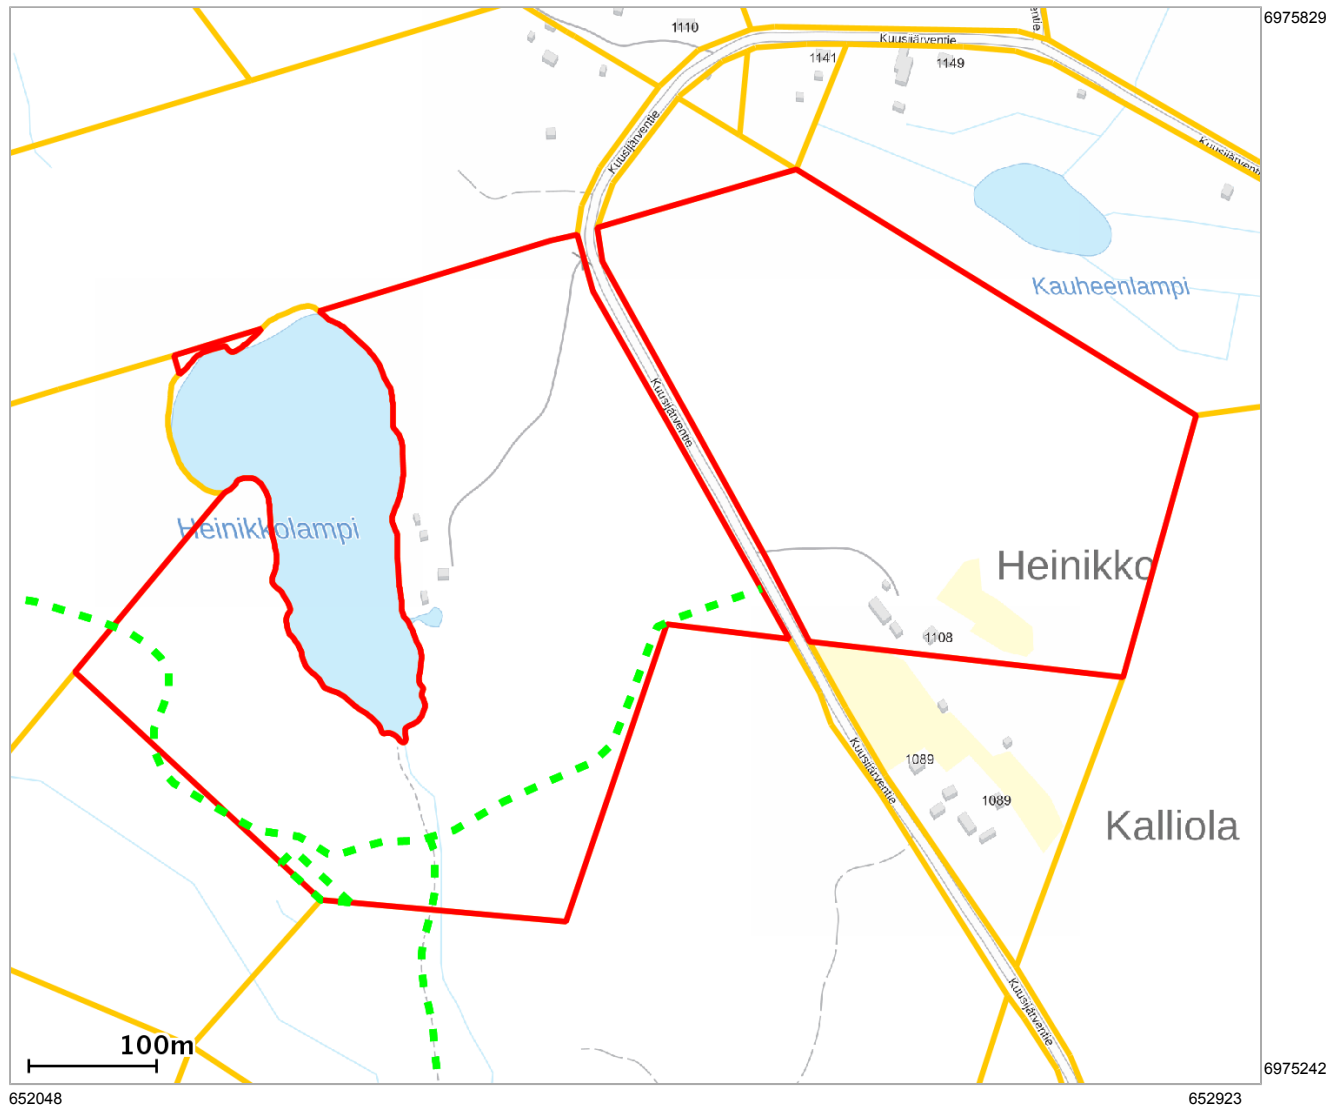 6975829
1110
Kuusijärventie
1141
1149
Kuusijärventie
Kauheenlampi
Kuusijärventie
Heinikkolampi
Heinikko
1108
Kuusijärventie
1089
1089
Kalliola
Kuusijärventie
100m
6975242
652048
652923